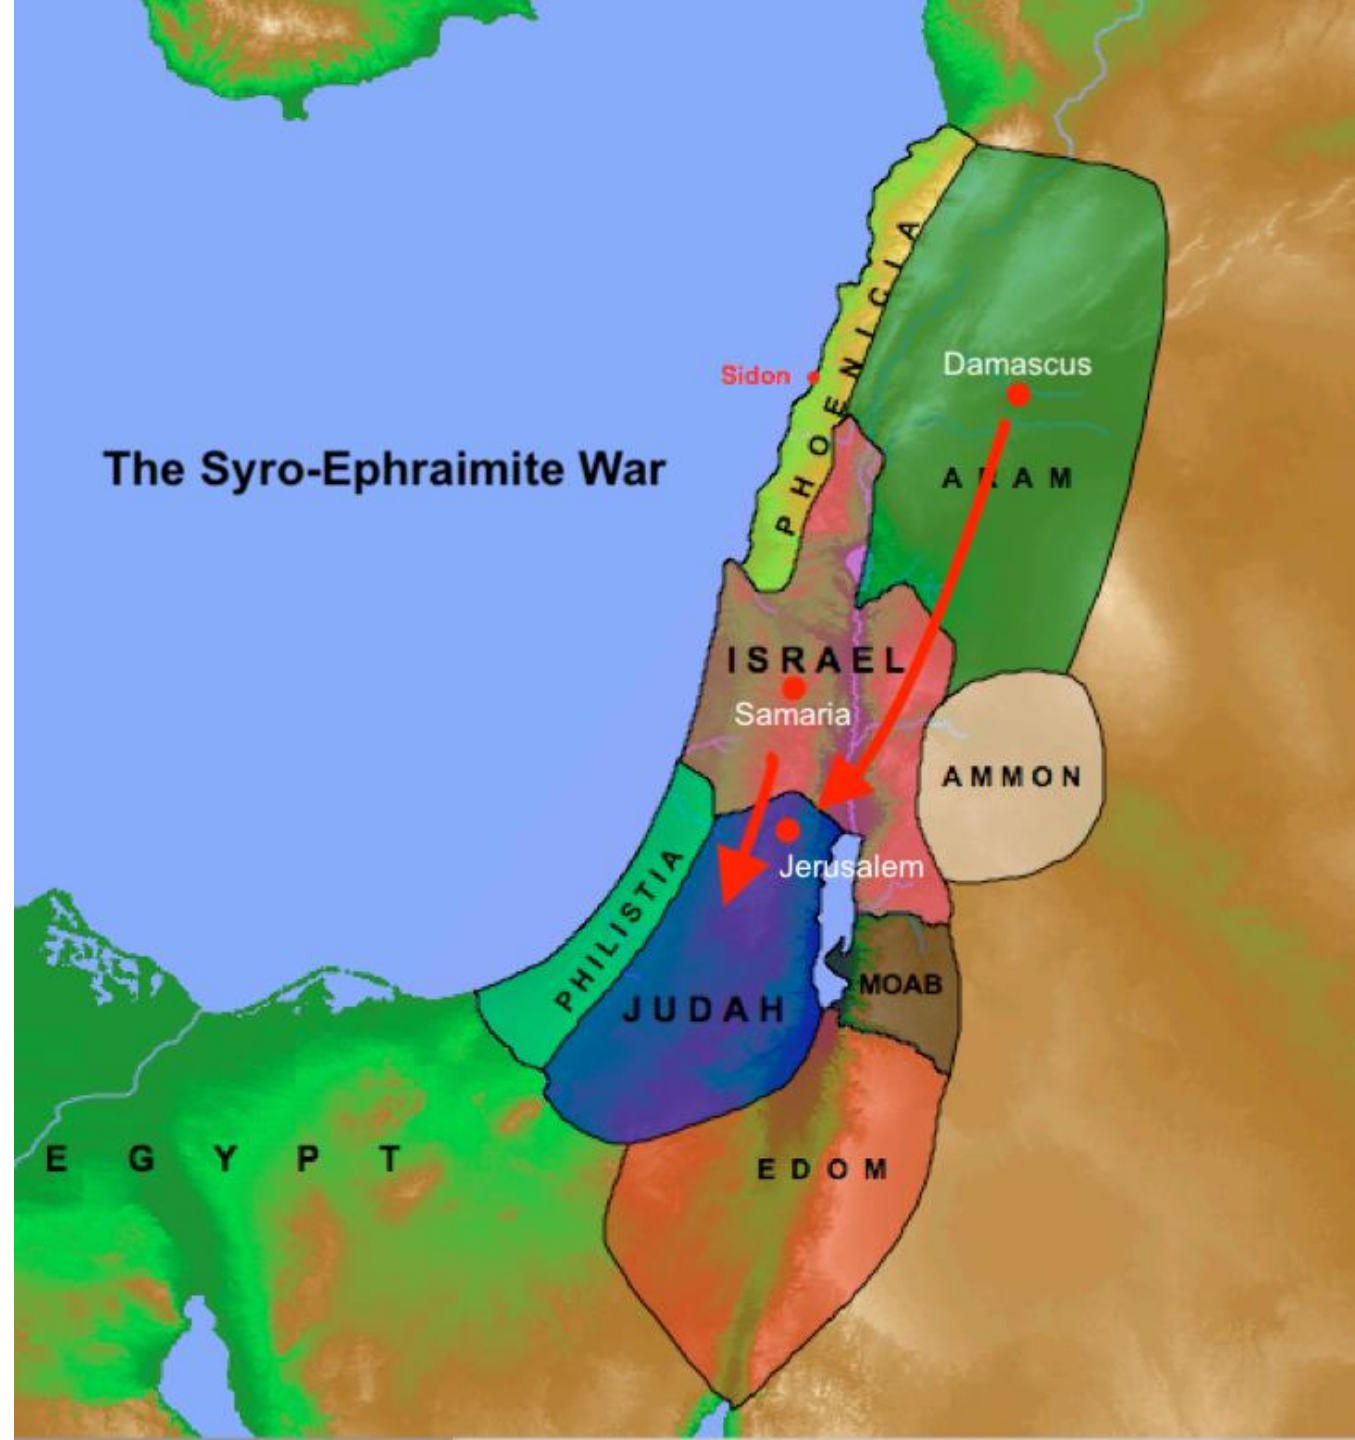 PHOENICIA
Damascus
Sidon
The Syro-Ephraimite War
ARAM
ISRAEL
Samaria
AMMON
Jerusalem
PHILISTIA
MOAB
JUDAH
EGYPT
EDOM